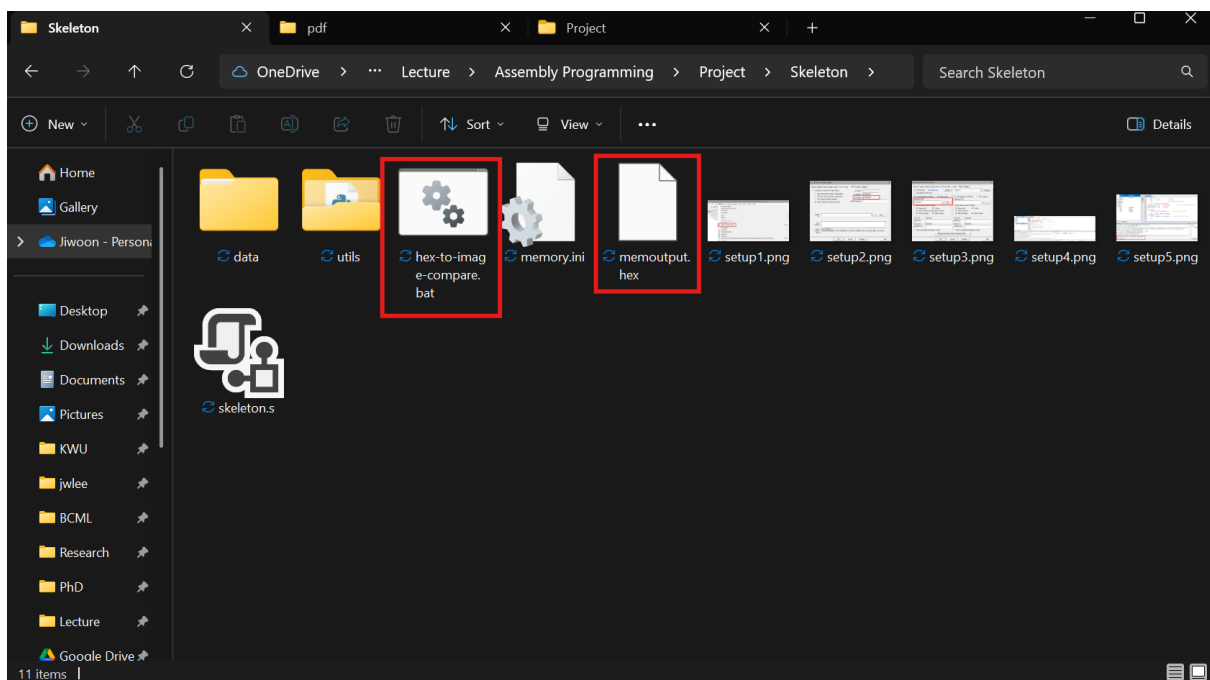 Skeleton
pdf
Project
OneDrive > ... Lecture > Assembly Programming > Project > Skeleton >
Search Skeleton
New
Sort
View
...
Details
Home
Gallery
Jiwoon - Persona
Desktop
Downloads
Documents
Pictures
KWU
jwlee
BCML
Research
PhD
Lecture
Google Drive
data
utils
hex-to-imag
e-compare.
bat
memory.ini
memoutput.
hex
setup1.png
setup2.png
setup3.png
setup4.png
setup5.png
skeleton.s
11 items